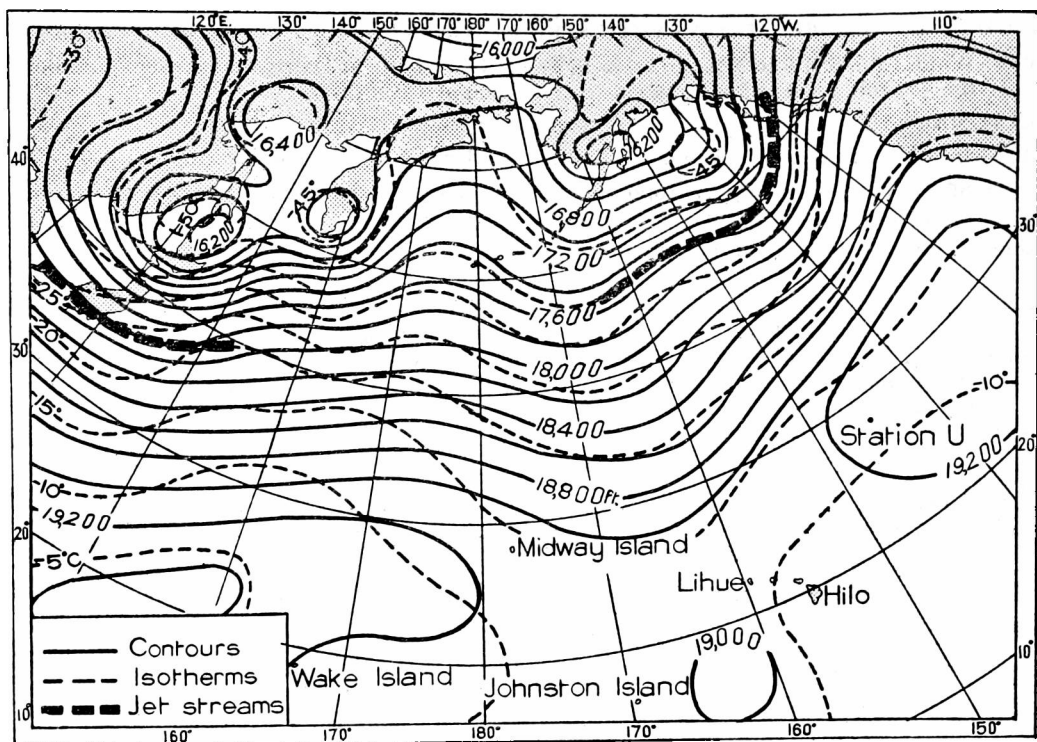 120°E. 130° 140° 150° 160° 170° 180° 170° 160° 150° 140° 130° 120°W. 110°
-30°
-40°
16,000
16,400
16,200
-45°
40°
-45°
-50°
16,200
16,800
17,200
30°
-25°
17,600
-20°
18,000
-10°
30°
-15°
18,400
Station U
20°
19,200
-10°
18,800 ft.
19,200
Midway Island
20°
-5°C
Lihue
Hilo
Contours
19,000
Isotherms
Wake Island
Johnston Island
10°
Jet streams
10°
160° 170° 180° 170° 160° 150°